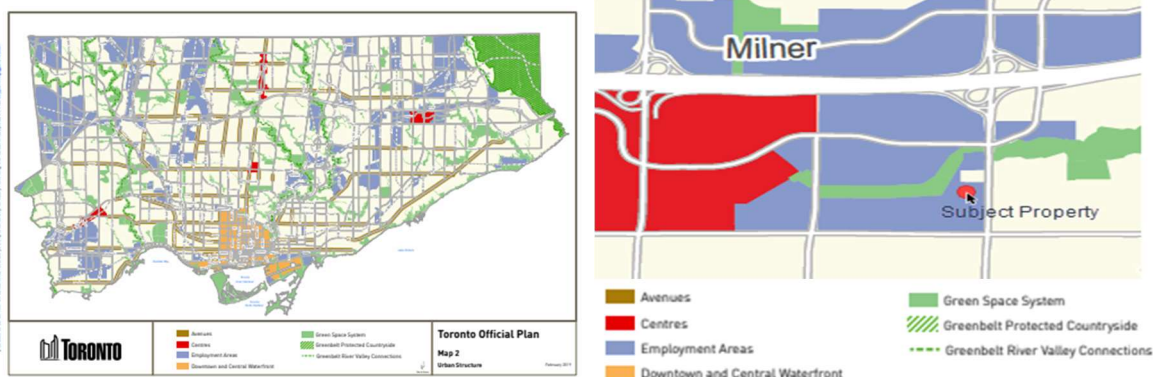 TORONTO
Avenues
Centres
Employment Areas
Downtown and Central Waterfront
Green Space System
Greenbelt Protected Countryside
Greenbelt River Valley Connections
Toronto Official Plan
Map 2
Urban Structure
February 2019
Milner
Subject Property
Avenues
Centres
Employment Areas
Downtown and Central Waterfront
Green Space System
Greenbelt Protected Countryside
Greenbelt River Valley Connections